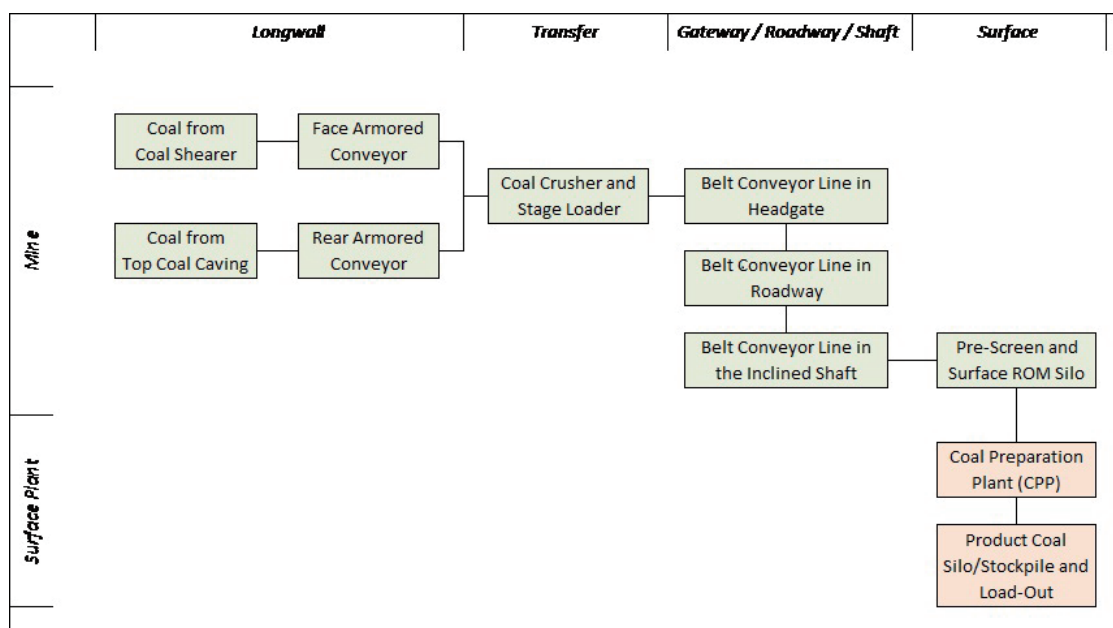 Longwall
Transfer
Gateway / Roadway / Shaft
Surface
Mine
Coal from
Coal Shearer
Face Armored
Conveyor
Coal Crusher and
Stage Loader
Belt Conveyor Line in
Headgate
Coal from
Top Coal Caving
Rear Armored
Conveyor
Belt Conveyor Line in
Roadway
Belt Conveyor Line in
the Inclined Shaft
Pre-Screen and
Surface ROM Silo
Surface Plant
Coal Preparation
Plant (CPP)
Product Coal
Silo/Stockpile and
Load-Out